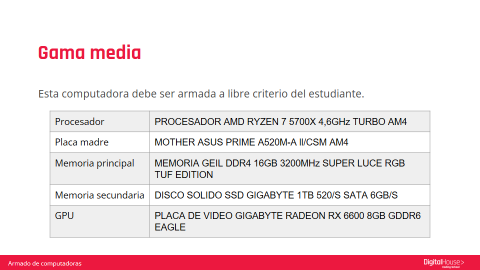 Gama media
Esta computadora debe ser armada a libre criterio del estudiante.
Procesador PROCESADOR AMD RYZEN 7 5700X 4,6GHz TURBO AM4
Placa madre MOTHER ASUS PRIME A520M-A II/CSM AM4
Memoria principal MEMORIA GEIL DDR4 16GB 3200MHz SUPER LUCE RGB
TUF EDITION
Memoria secundaria DISCO SOLIDO SSD GIGABYTE 1TB 520/S SATA 6GB/S
GPU PLACA DE VIDEO GIGABYTE RADEON RX 6600 8GB GDDR6
EAGLE
Armado de computadoras
DigitalHouse>